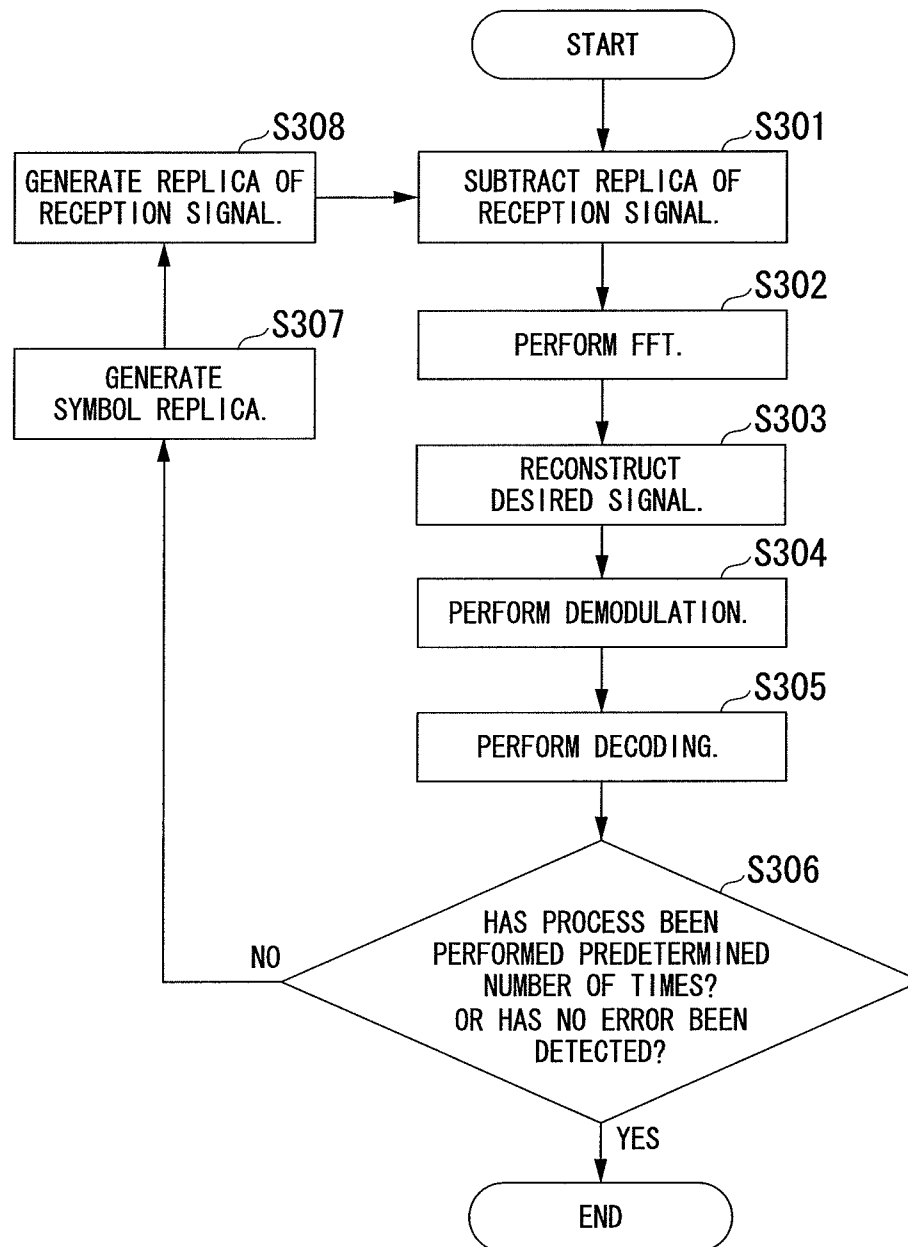 START
S308
GENERATE REPLICA OF
RECEPTION SIGNAL.
S301
SUBTRACT REPLICA OF
RECEPTION SIGNAL.
S302
PERFORM FFT.
S307
GENERATE
SYMBOL REPLICA.
S303
RECONSTRUCT
DESIRED SIGNAL.
S304
PERFORM DEMODULATION.
S305
PERFORM DECODING.
S306
HAS PROCESS BEEN
PERFORMED PREDETERMINED
NUMBER OF TIMES?
OR HAS NO ERROR BEEN
DETECTED?
NO
YES
END